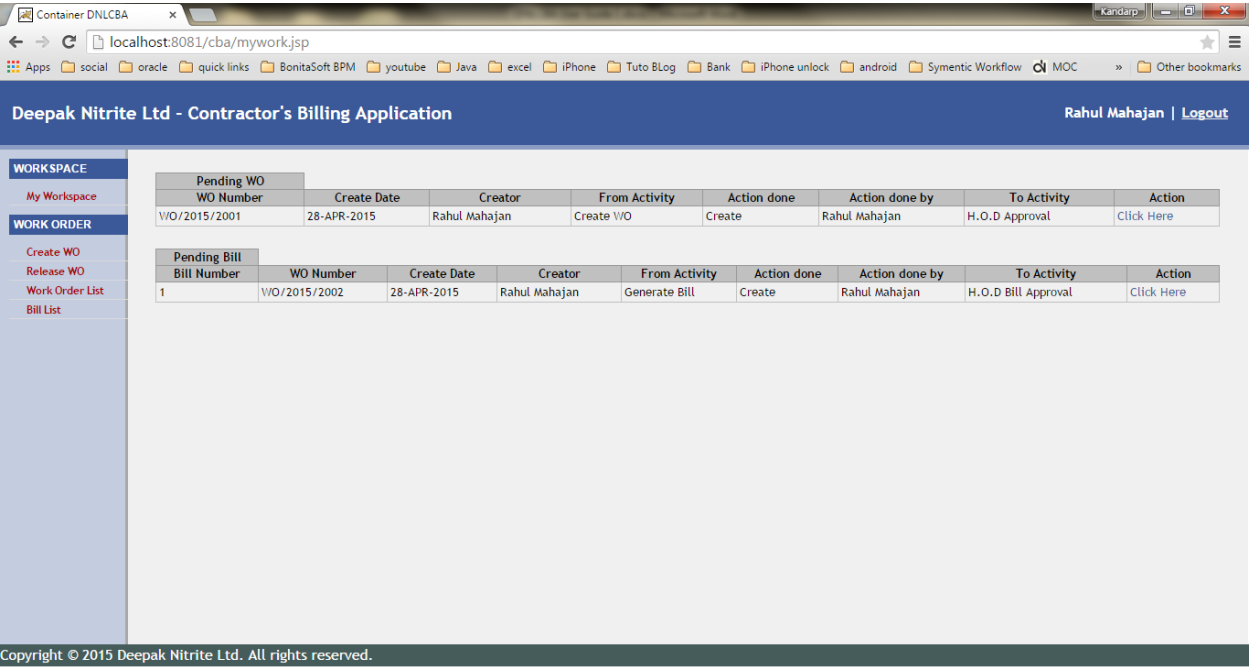 Container DNLCBA
Kandarp
localhost:8081/cba/mywork.jsp
Apps social oracle quick links BonitaSoft BPM youtube Java excel iPhone Tuto BLog Bank iPhone unlock android Symentic Workflow MOC » Other bookmarks
Deepak Nitrite Ltd - Contractor's Billing Application
Rahul Mahajan | Logout
WORKSPACE
My Workspace
WORK ORDER
Create WO
Release WO
Work Order List
Bill List
Pending WO
WO Number Create Date Creator From Activity Action done Action done by To Activity Action
WO/2015/2001 28-APR-2015 Rahul Mahajan Create WO Create Rahul Mahajan H.O.D Approval Click Here
Pending Bill
Bill Number WO Number Create Date Creator From Activity Action done Action done by To Activity Action
1 WO/2015/2002 28-APR-2015 Rahul Mahajan Generate Bill Create Rahul Mahajan H.O.D Bill Approval Click Here
Copyright © 2015 Deepak Nitrite Ltd. All rights reserved.